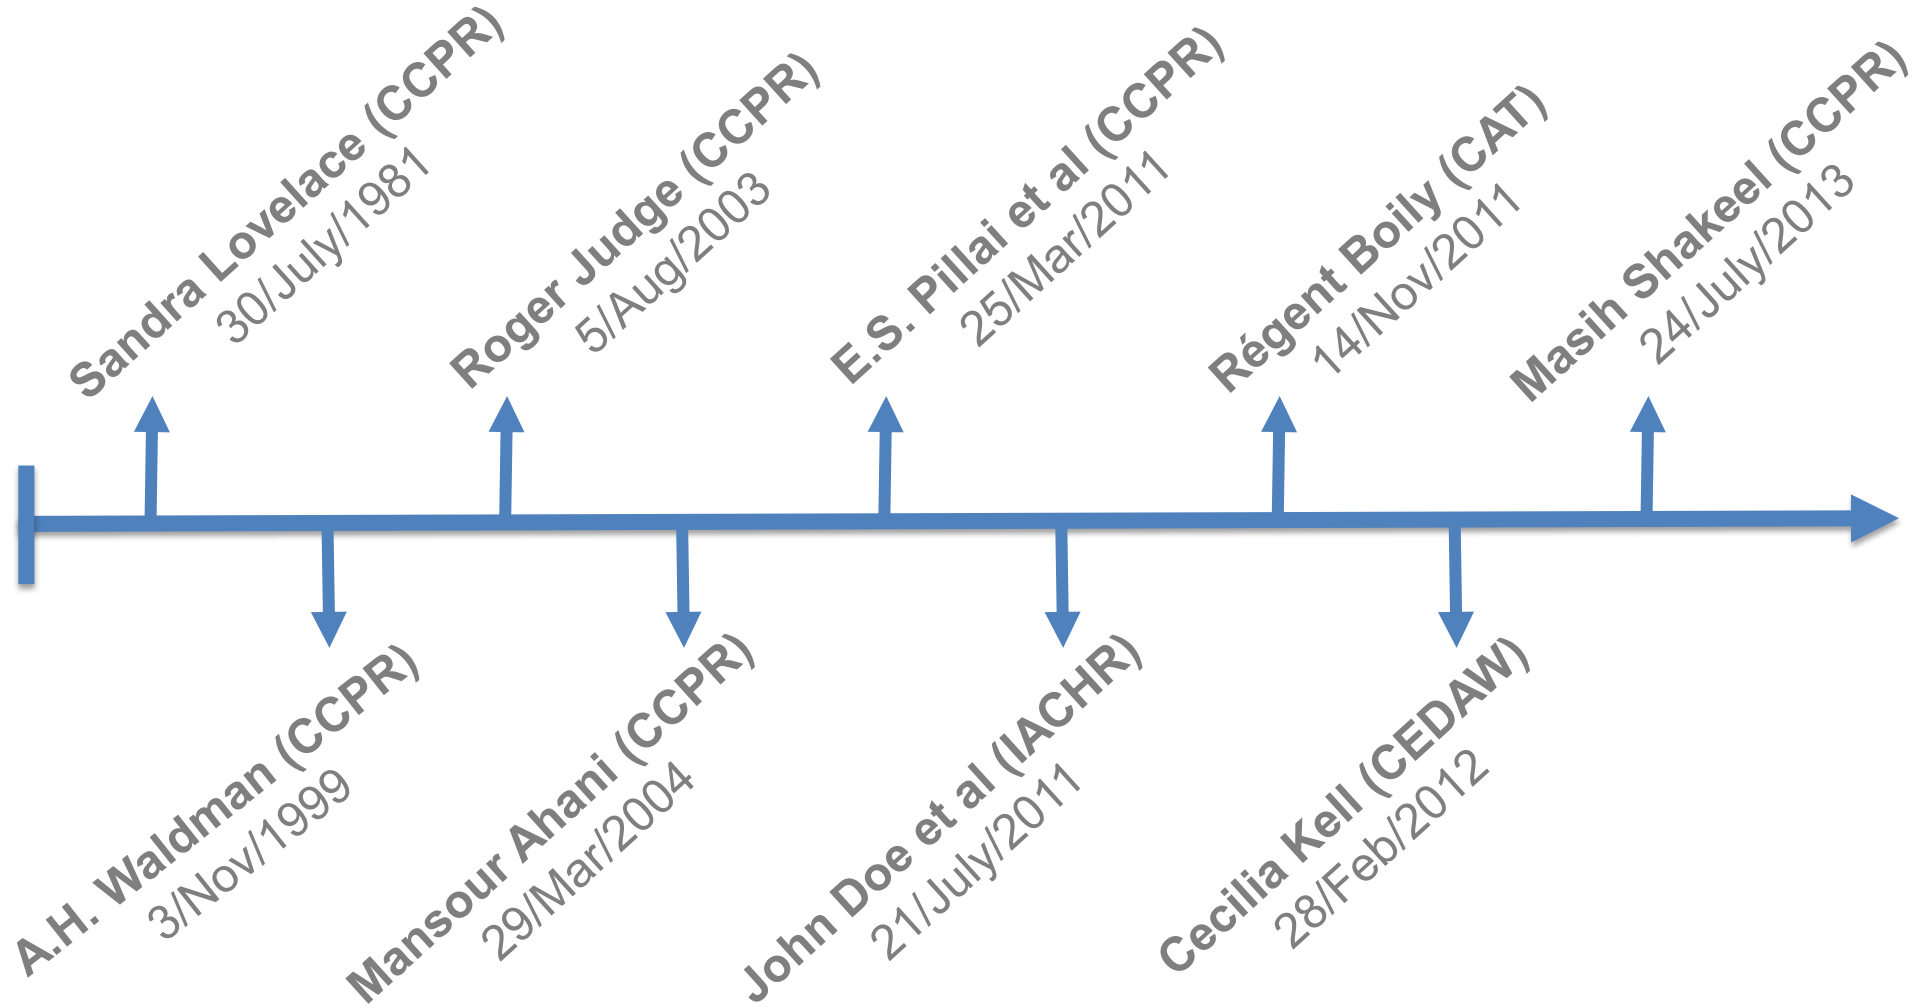 Sandra Lovelace (CCPR)
30/July/1981
Roger Judge (CCPR)
5/Aug/2003
E.S. Pillai et al (CCPR)
25/Mar/2011
Régent Boily (CAT)
14/Nov/2011
Masih Shakeel (CCPR)
24/July/2013
A.H. Waldman (CCPR)
3/Nov/1999
Mansour Ahani (CCPR)
29/Mar/2004
John Doe et al (IACHR)
21/July/2011
Cecilia Kell (CEDAW)
28/Feb/2012